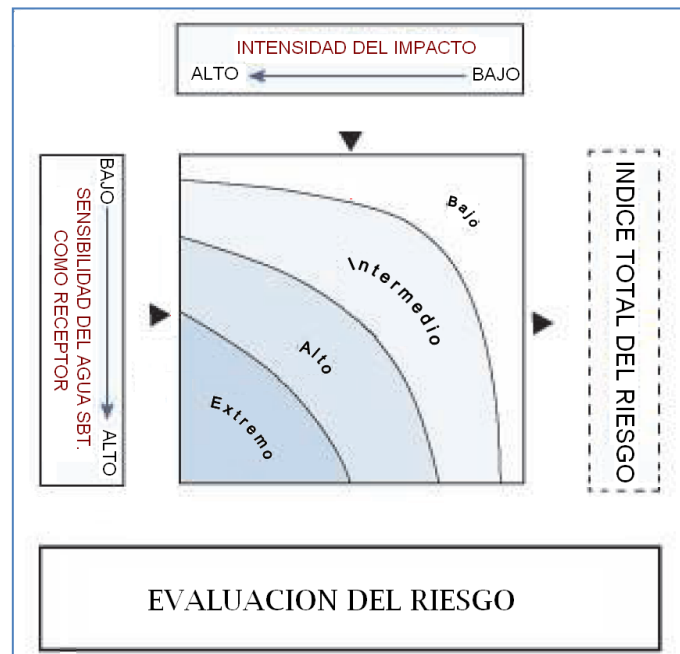 INTENSIDAD DEL IMPACTO
ALTO BAJO
BAJO ALTO
SENSIBILIDAD DEL AGUA SBT.
COMO RECEPTOR
Bajo
Intermedio
Alto
Extremo
INDICE TOTAL DEL RIESGO
EVALUACION DEL RIESGO